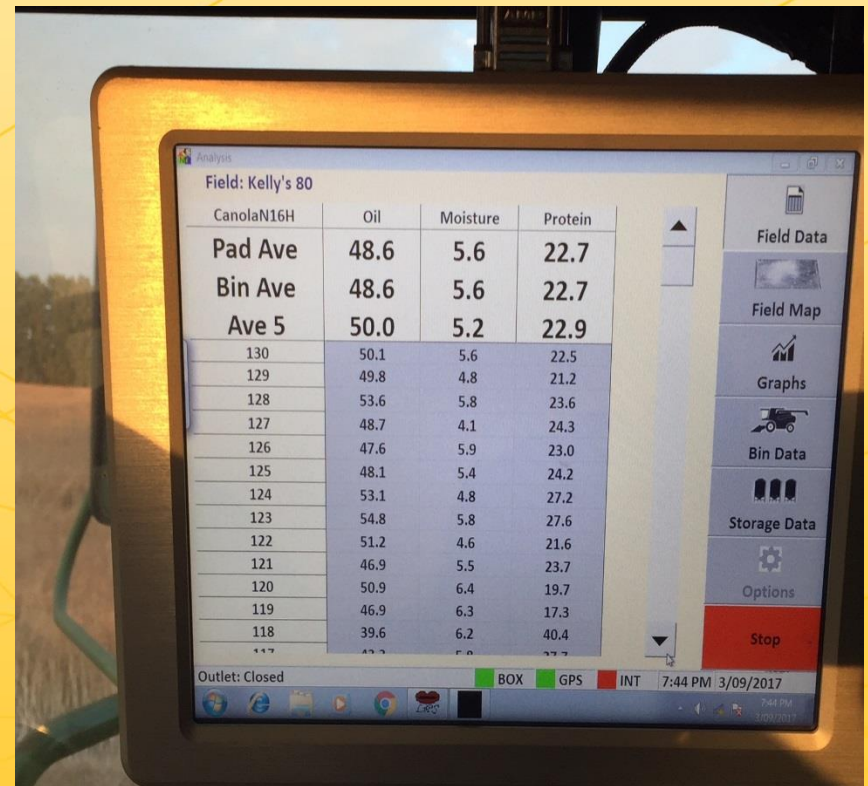 Analysis
Field: Kelly's 80
CanolaN16H Oil Moisture Protein
Pad Ave 48.6 5.6 22.7
Bin Ave 48.6 5.6 22.7
Ave 5 50.0 5.2 22.9
130 50.1 5.6 22.5
129 49.8 4.8 21.2
128 53.6 5.8 23.6
127 48.7 4.1 24.3
126 47.6 5.9 23.0
125 48.1 5.4 24.2
124 53.1 4.8 27.2
123 54.8 5.8 27.6
122 51.2 4.6 21.6
121 46.9 5.5 23.7
120 50.9 6.4 19.7
119 46.9 6.3 17.3
118 39.6 6.2 40.4
Field Data
Field Map
Graphs
Bin Data
Storage Data
Options
Stop
Outlet: Closed BOX GPS INT 7:44 PM 3/09/2017
7:44 PM
3/09/2017